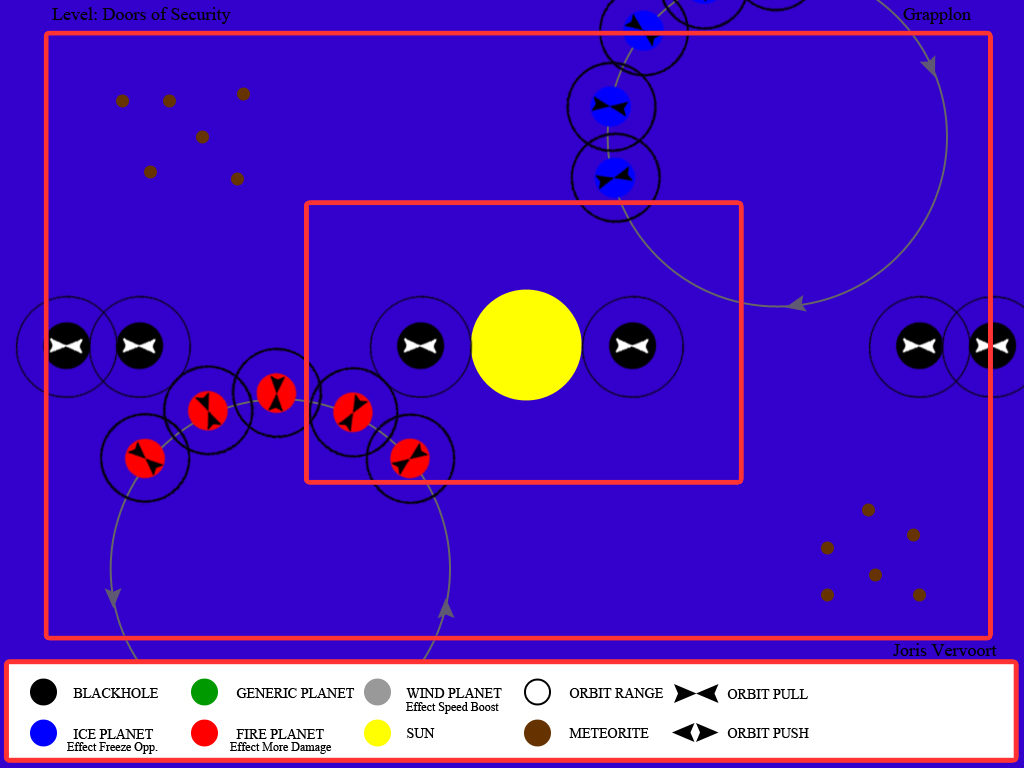 Level: Doors of Security
Grapplon
Joris Vervoort
BLACKHOLE
GENERIC PLANET
WIND PLANET
Effect Speed Boost
ORBIT RANGE
ORBIT PULL
ICE PLANET
Effect Freeze Opp.
FIRE PLANET
Effect More Damage
SUN
METEORITE
ORBIT PUSH